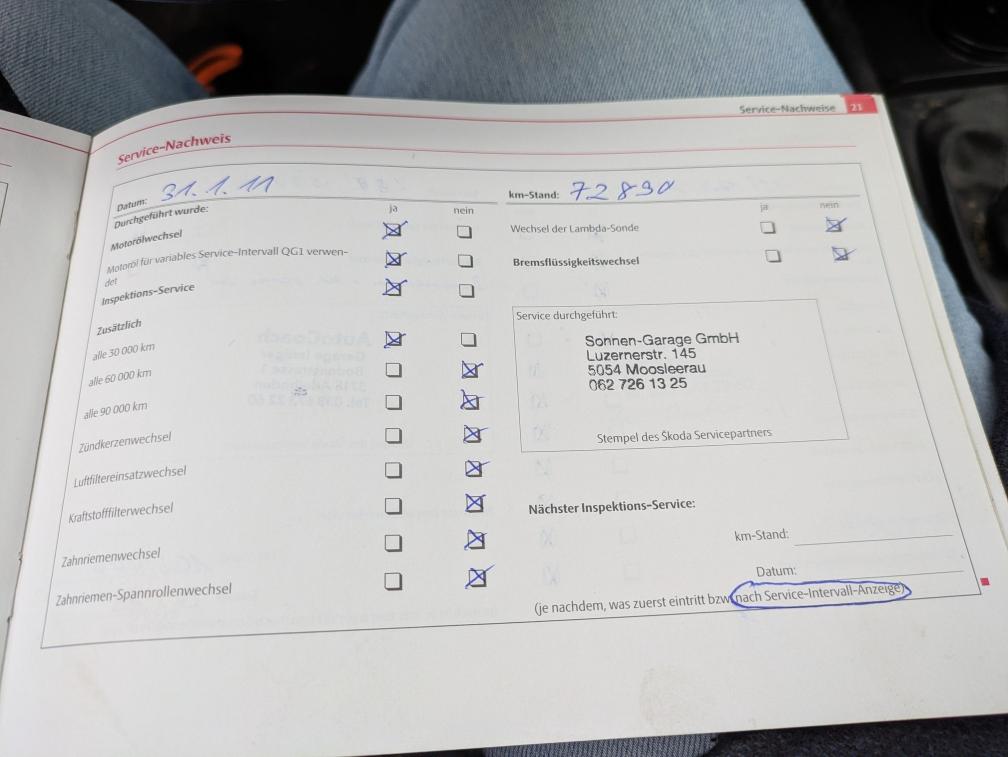 Service-Nachweise 21
Service-Nachweis
Datum: 31.1.11
Durchgeführt wurde: ja nein
Motorölwechsel
Motoröl für variables Service-Intervall QG1 verwen-
det
Inspektions-Service
Zusätzlich
alle 30 000 km
alle 60 000 km
alle 90 000 km
Zündkerzenwechsel
Luftfiltereinsatzwechsel
Kraftstofffilterwechsel
Zahnriemenwechsel
Zahnriemen-Spannrollenwechsel
km-Stand: 72890
ja nein
Wechsel der Lambda-Sonde
Bremsflüssigkeitswechsel
Service durchgeführt:
Sonnen-Garage GmbH
Luzernerstr. 145
5054 Moosleerau
062 726 13 25
Stempel des Škoda Servicepartners
Nächster Inspektions-Service:
km-Stand:
Datum:
(je nachdem, was zuerst eintritt bzw. nach Service-Intervall-Anzeige)